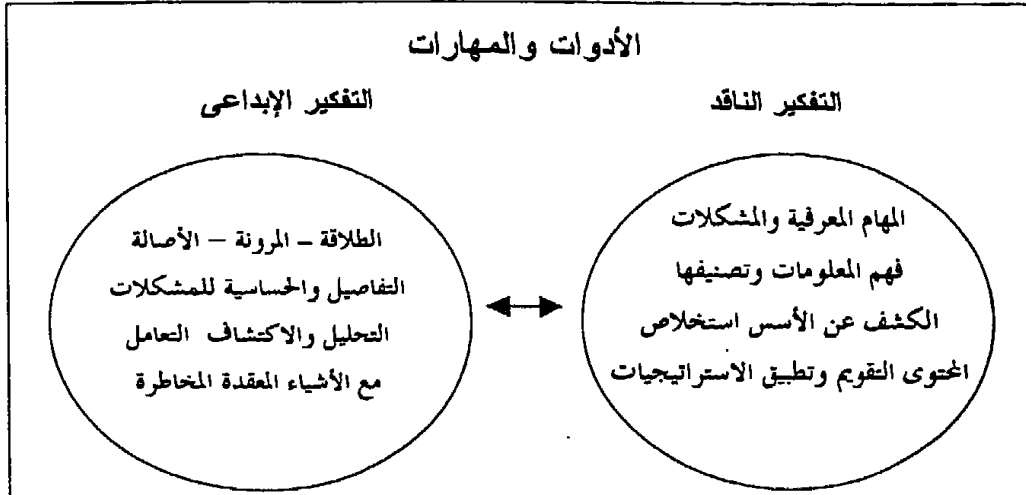 الأدوات والمهارات
التفكير الناقد
التفكير الإبداعى
المهام المعرفية والمشكلات
فهم المعلومات وتصنيفها
الكشف عن الأسس استخلاص
المحتوى التقويم وتطبيق الاستراتيجيات
الطلاقة – المرونة – الأصالة
التفاصيل والحساسية للمشكلات
التحليل والاكتشاف التعامل
مع الأشياء المعقدة المخاطرة